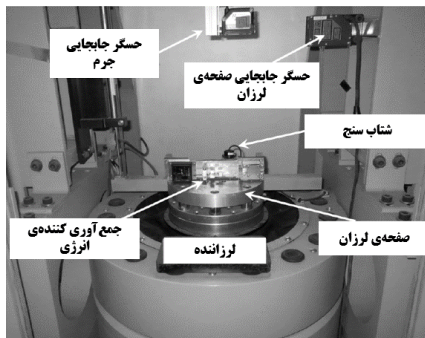 حسگر جابجایی
جرم
حسگر جابجایی صفحه‌ی
لرزان
شتاب سنج
جمع‌آوری کننده‌ی
انرژی
لرزاننده
صفحه‌ی لرزان